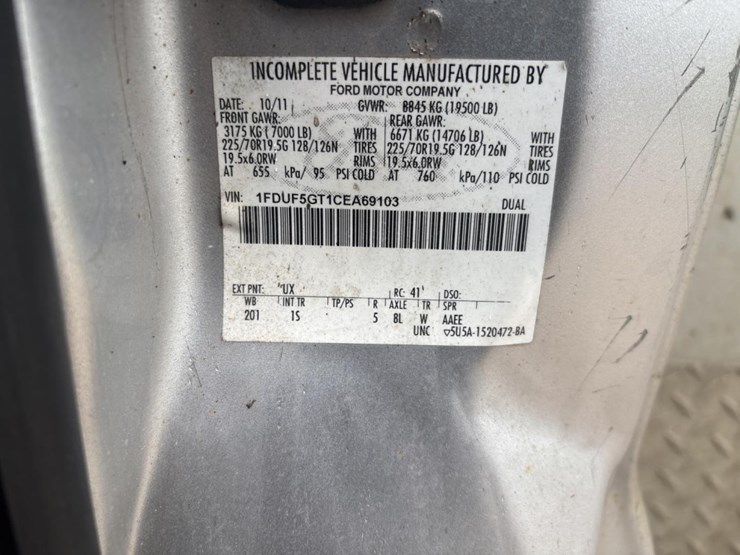 INCOMPLETE VEHICLE MANUFACTURED BY
FORD MOTOR COMPANY
DATE: 10/11 GVWR: 8845 KG (19500 LB)
FRONT GAWR: REAR GAWR:
3175 KG (7000 LB) WITH 6671 KG (14706 LB) WITH
225/70R19.5G 128/126N TIRES 225/70R19.5G 128/126N TIRES
19.5x6.0RW RIMS 19.5x6.0RW RIMS
AT 655 kPa/ 95 PSI COLD AT 760 kPa/110 PSI COLD
VIN: 1FDUF5GT1CEA69103 DUAL
EXT PNT: UX RC: 41 DSO:
WB INT TR TP/PS R AXLE TR SPR
201 1S 5 8L W AAEE
UNC 5U5A-1520472-BA